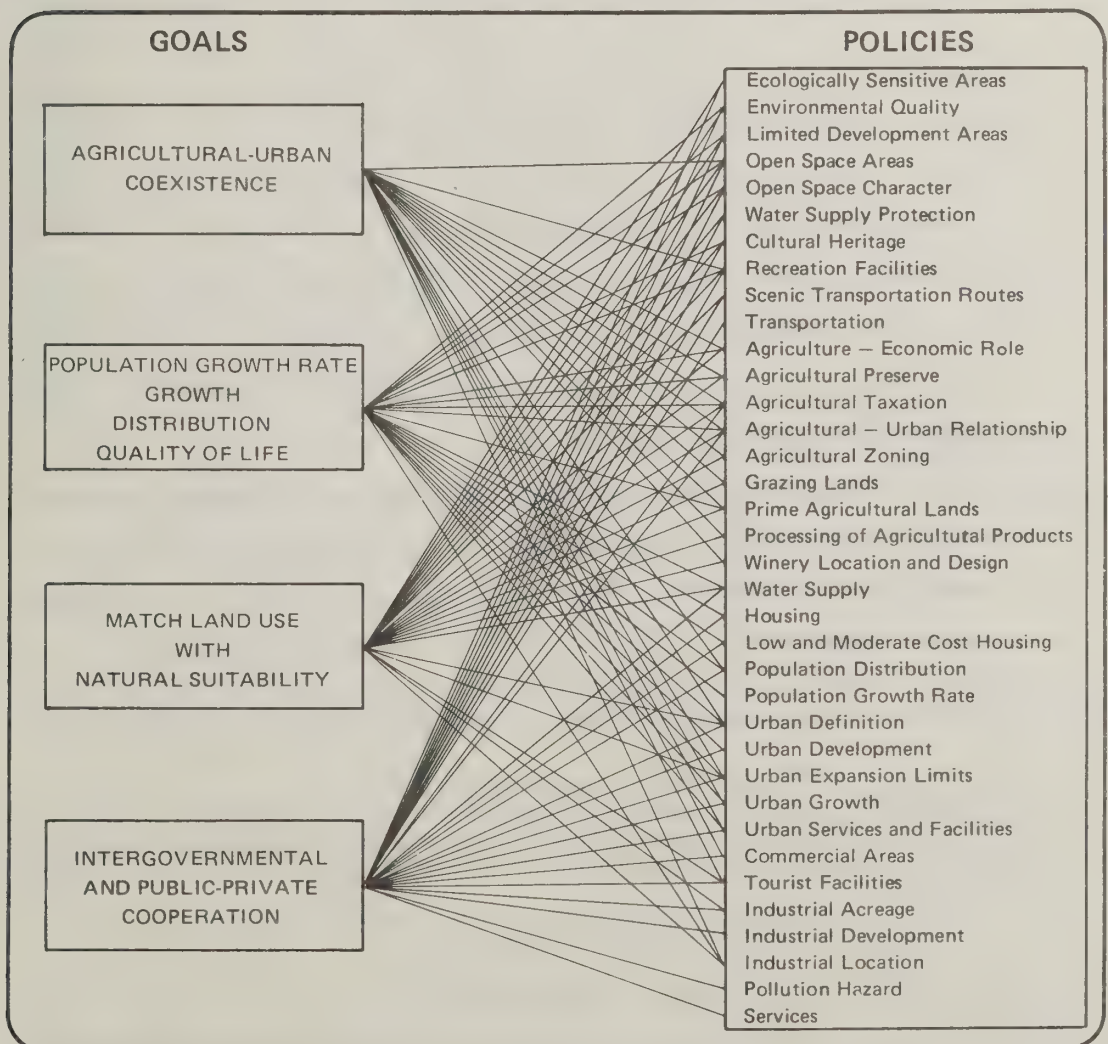 GOALS
AGRICULTURAL-URBAN
COEXISTENCE
POPULATION GROWTH RATE
GROWTH
DISTRIBUTION
QUALITY OF LIFE
MATCH LAND USE
WITH
NATURAL SUITABILITY
INTERGOVERNMENTAL
AND PUBLIC-PRIVATE
COOPERATION
POLICIES
Ecologically Sensitive Areas
Environmental Quality
Limited Development Areas
Open Space Areas
Open Space Character
Water Supply Protection
Cultural Heritage
Recreation Facilities
Scenic Transportation Routes
Transportation
Agriculture — Economic Role
Agricultural Preserve
Agricultural Taxation
Agricultural — Urban Relationship
Agricultural Zoning
Grazing Lands
Prime Agricultural Lands
Processing of Agricultutal Products
Winery Location and Design
Water Supply
Housing
Low and Moderate Cost Housing
Population Distribution
Population Growth Rate
Urban Definition
Urban Development
Urban Expansion Limits
Urban Growth
Urban Services and Facilities
Commercial Areas
Tourist Facilities
Industrial Acreage
Industrial Development
Industrial Location
Pollution Hazard
Services